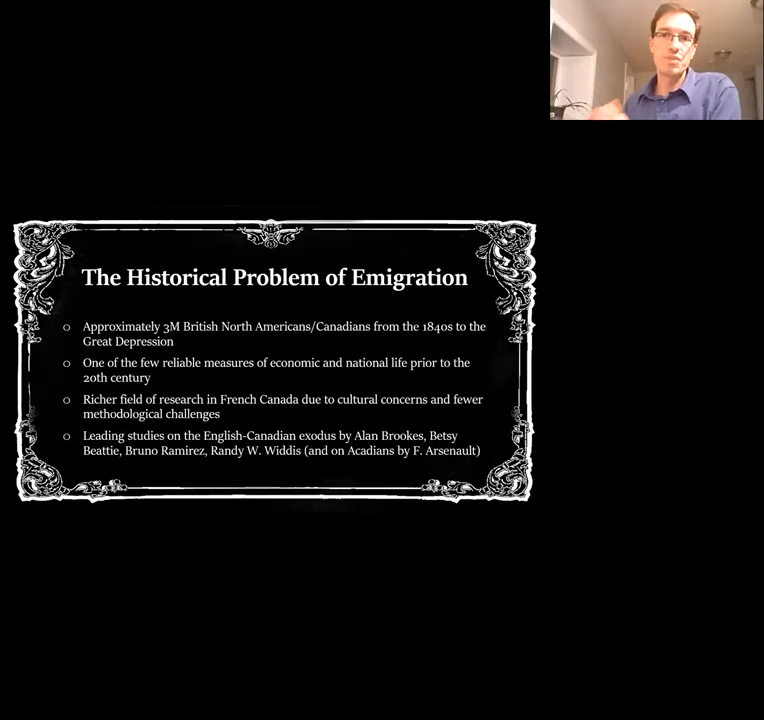 The Historical Problem of Emigration
○ Approximately 3M British North Americans/Canadians from the 1840s to the
Great Depression
○ One of the few reliable measures of economic and national life prior to the
20th century
○ Richer field of research in French Canada due to cultural concerns and fewer
methodological challenges
○ Leading studies on the English-Canadian exodus by Alan Brookes, Betsy
Beattie, Bruno Ramirez, Randy W. Widdis (and on Acadians by F. Arsenault)